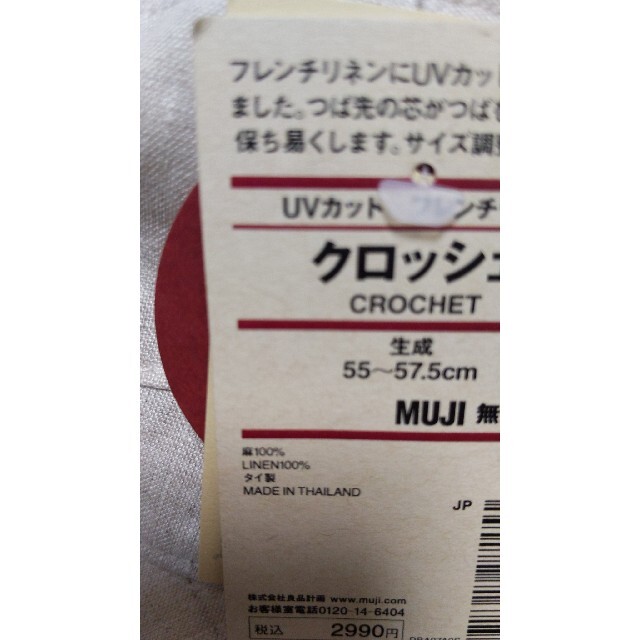 フレンチリネンにUVカット
ました。つば先の芯がつば
保ち易くします。サイズ調整
UVカット フレンチ
クロッシェ
CROCHET
生成
55～57.5cm
MUJI 無
麻100%
LINEN100%
タイ製
MADE IN THAILAND
JP
株式会社良品計画 www.muji.com
お客様室電話0120-14-6404
税込 2990円